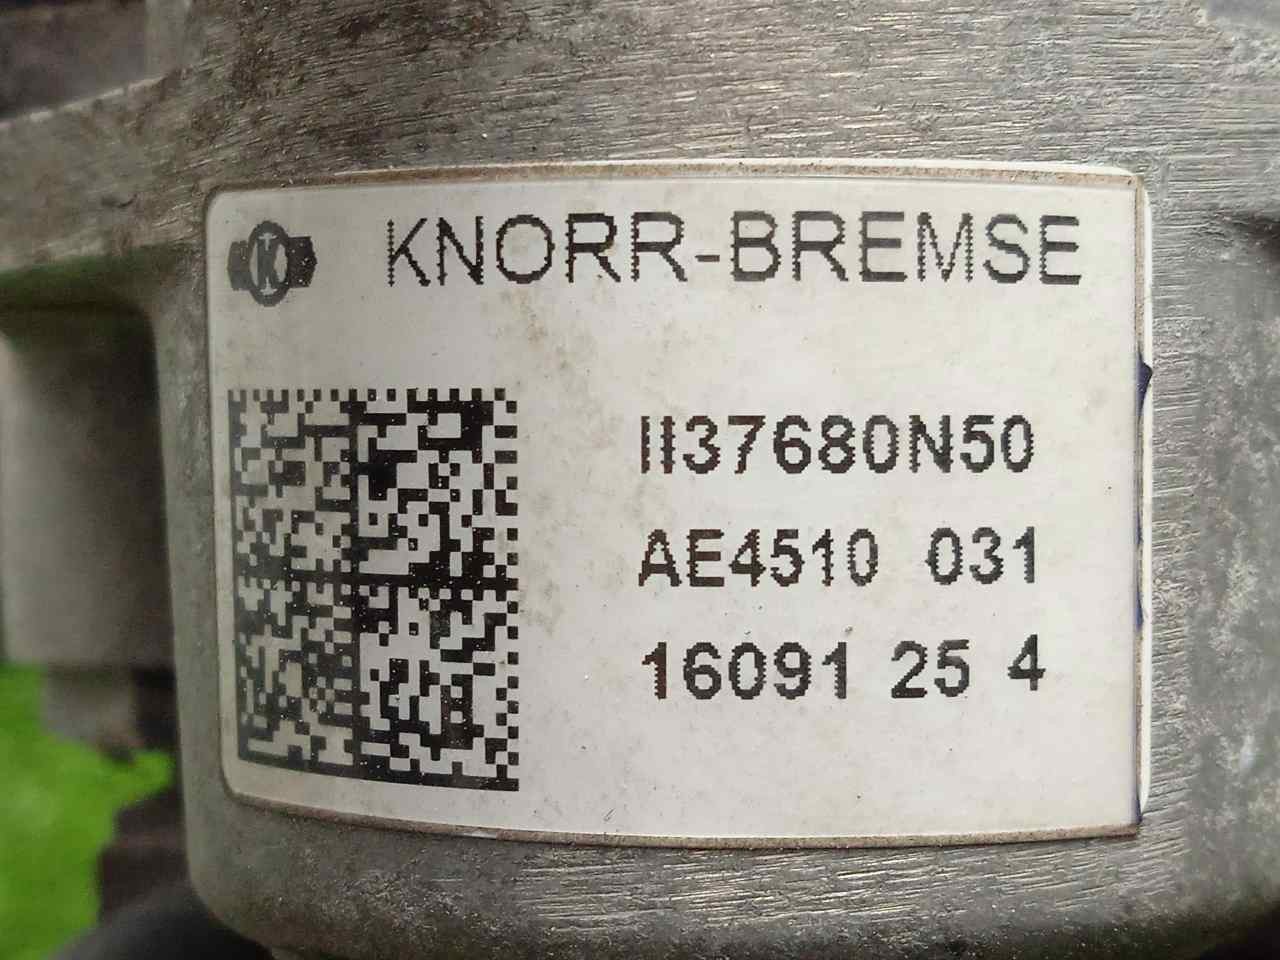 K
KNORR-BREMSE
II37680N50
AE4510 031
16091 25 4